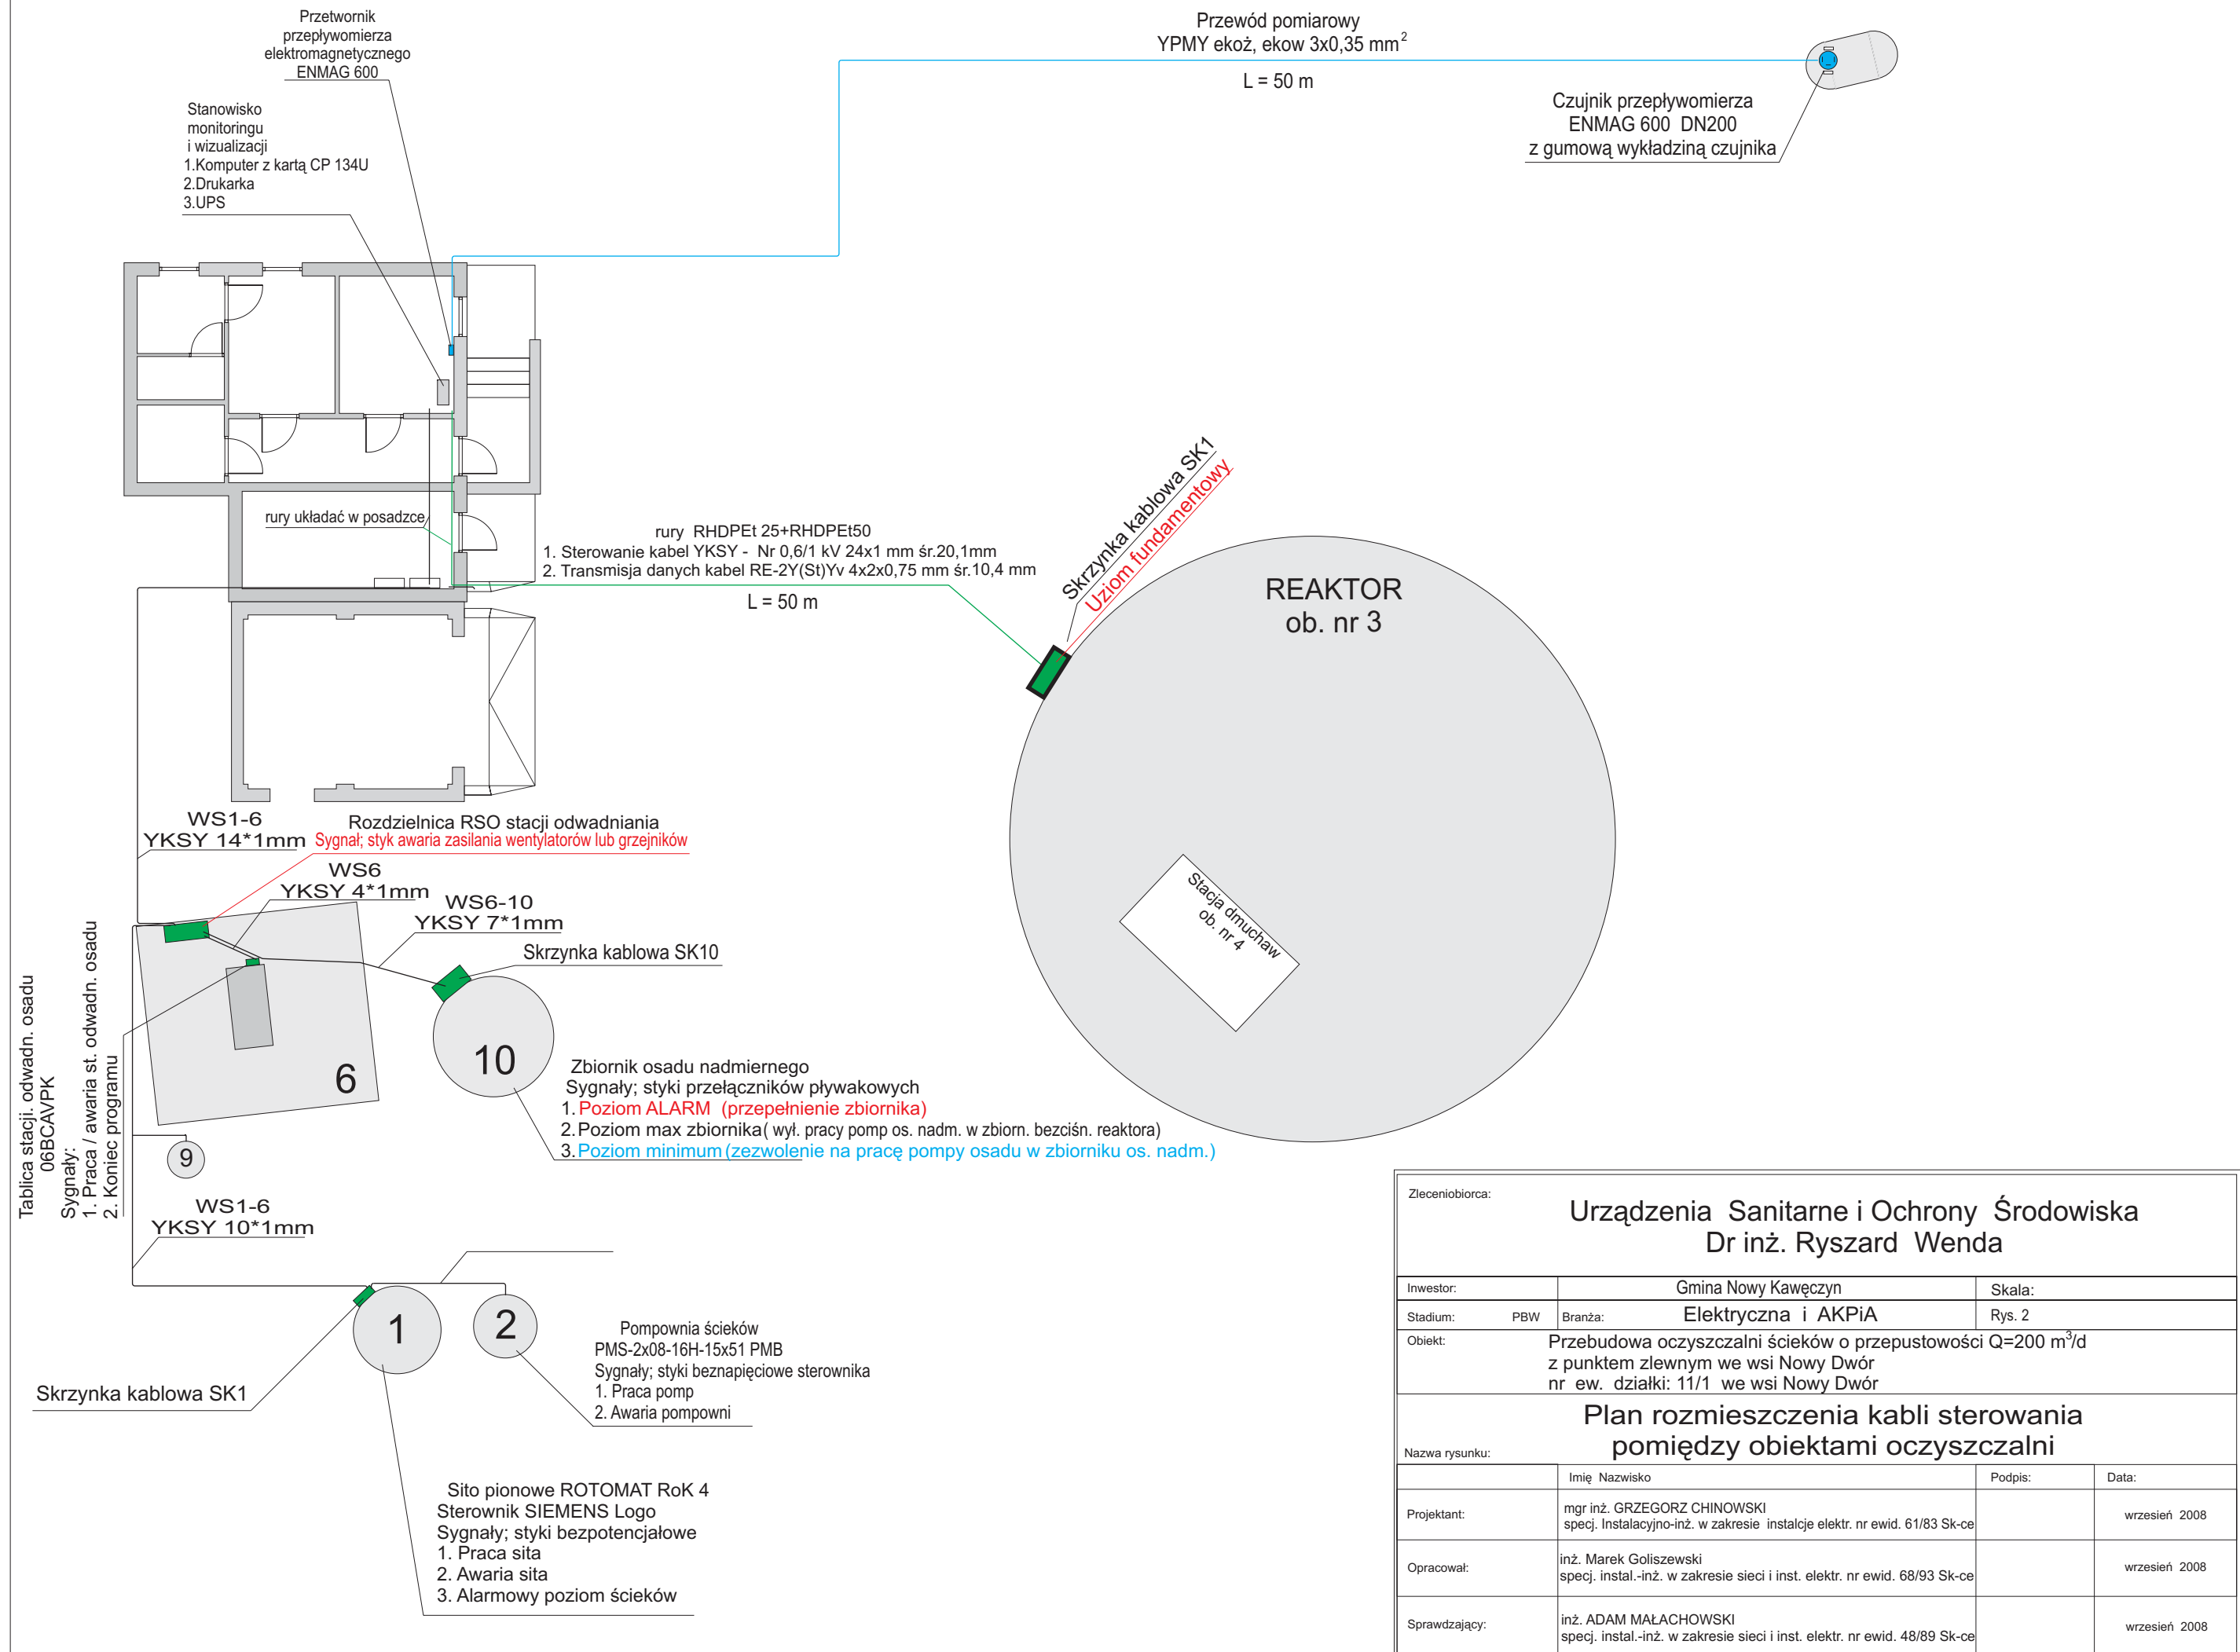 Przetwornik
przepływomierza
elektromagnetycznego
ENMAG 600
Stanowisko
monitoringu
i wizualizacji
1.Komputer z kartą CP 134U
2.Drukarka
3.UPS
Przewód pomiarowy
YPMY ekoż, ekow 3x0,35 mm²
L = 50 m
Czujnik przepływomierza
ENMAG 600 DN200
z gumową wykładziną czujnika
rury układać w posadzce
rury RHDPEt 25+RHDPEt50
1. Sterowanie kabel YKSY - Nr 0,6/1 kV 24x1 mm śr.20,1mm
2. Transmisja danych kabel RE-2Y(St)Yv 4x2x0,75 mm śr.10,4 mm
L = 50 m
Skrzynka kablowa SK1
Uziom fundamentowy
REAKTOR
ob. nr 3
Stacja dmuchaw
ob. nr 4
WS1-6
YKSY 14*1mm
Rozdzielnica RSO stacji odwadniania
Sygnał; styk awaria zasilania wentylatorów lub grzejników
WS6
YKSY 4*1mm
WS6-10
YKSY 7*1mm
Skrzynka kablowa SK10
Tablica stacji. odwadn. osadu
06BCAVPK
Sygnały:
1. Praca / awaria st. odwadn. osadu
2. Koniec programu
6
10
9
Zbiornik osadu nadmiernego
Sygnały; styki przełączników pływakowych
1. Poziom ALARM (przepełnienie zbiornika)
2. Poziom max zbiornika( wył. pracy pomp os. nadm. w zbiorn. bezciśn. reaktora)
3. Poziom minimum (zezwolenie na pracę pompy osadu w zbiorniku os. nadm.)
WS1-6
YKSY 10*1mm
1
2
Skrzynka kablowa SK1
Pompownia ścieków
PMS-2x08-16H-15x51 PMB
Sygnały; styki beznapięciowe sterownika
1. Praca pomp
2. Awaria pompowni
Sito pionowe ROTOMAT RoK 4
Sterownik SIEMENS Logo
Sygnały; styki bezpotencjałowe
1. Praca sita
2. Awaria sita
3. Alarmowy poziom ścieków
Zleceniobiorca:
Urządzenia Sanitarne i Ochrony Środowiska
Dr inż. Ryszard Wenda
Inwestor: Gmina Nowy Kawęczyn Skala:
Stadium: PBW Branża: Elektryczna i AKPiA Rys. 2
Obiekt: Przebudowa oczyszczalni ścieków o przepustowości Q=200 m³/d
z punktem zlewnym we wsi Nowy Dwór
nr ew. działki: 11/1 we wsi Nowy Dwór
Plan rozmieszczenia kabli sterowania
pomiędzy obiektami oczyszczalni
Nazwa rysunku:
Imię Nazwisko Podpis: Data:
Projektant: mgr inż. GRZEGORZ CHINOWSKI
specj. Instalacyjno-inż. w zakresie instalcje elektr. nr ewid. 61/83 Sk-ce wrzesień 2008
Opracował: inż. Marek Goliszewski
specj. instal.-inż. w zakresie sieci i inst. elektr. nr ewid. 68/93 Sk-ce wrzesień 2008
Sprawdzający: inż. ADAM MAŁACHOWSKI
specj. instal.-inż. w zakresie sieci i inst. elektr. nr ewid. 48/89 Sk-ce wrzesień 2008